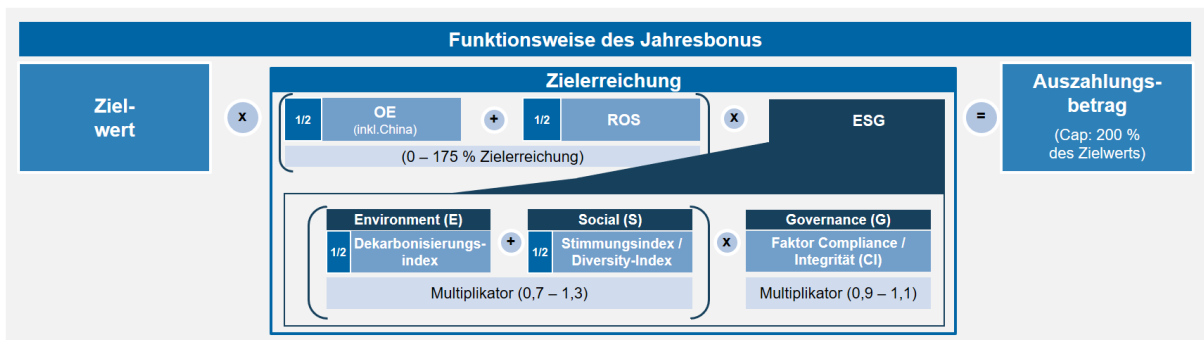 Funktionsweise des Jahresbonus
Ziel-
wert
x
Zielerreichung
1/2
OE
(inkl.China)
+
1/2
ROS
(0 – 175 % Zielerreichung)
x
ESG
=
Auszahlungs-
betrag
(Cap: 200 %
des Zielwerts)
Environment (E)
1/2
Dekarbonisierungs-
index
+
Social (S)
1/2
Stimmungsindex /
Diversity-Index
Multiplikator (0,7 – 1,3)
x
Governance (G)
Faktor Compliance /
Integrität (CI)
Multiplikator (0,9 – 1,1)